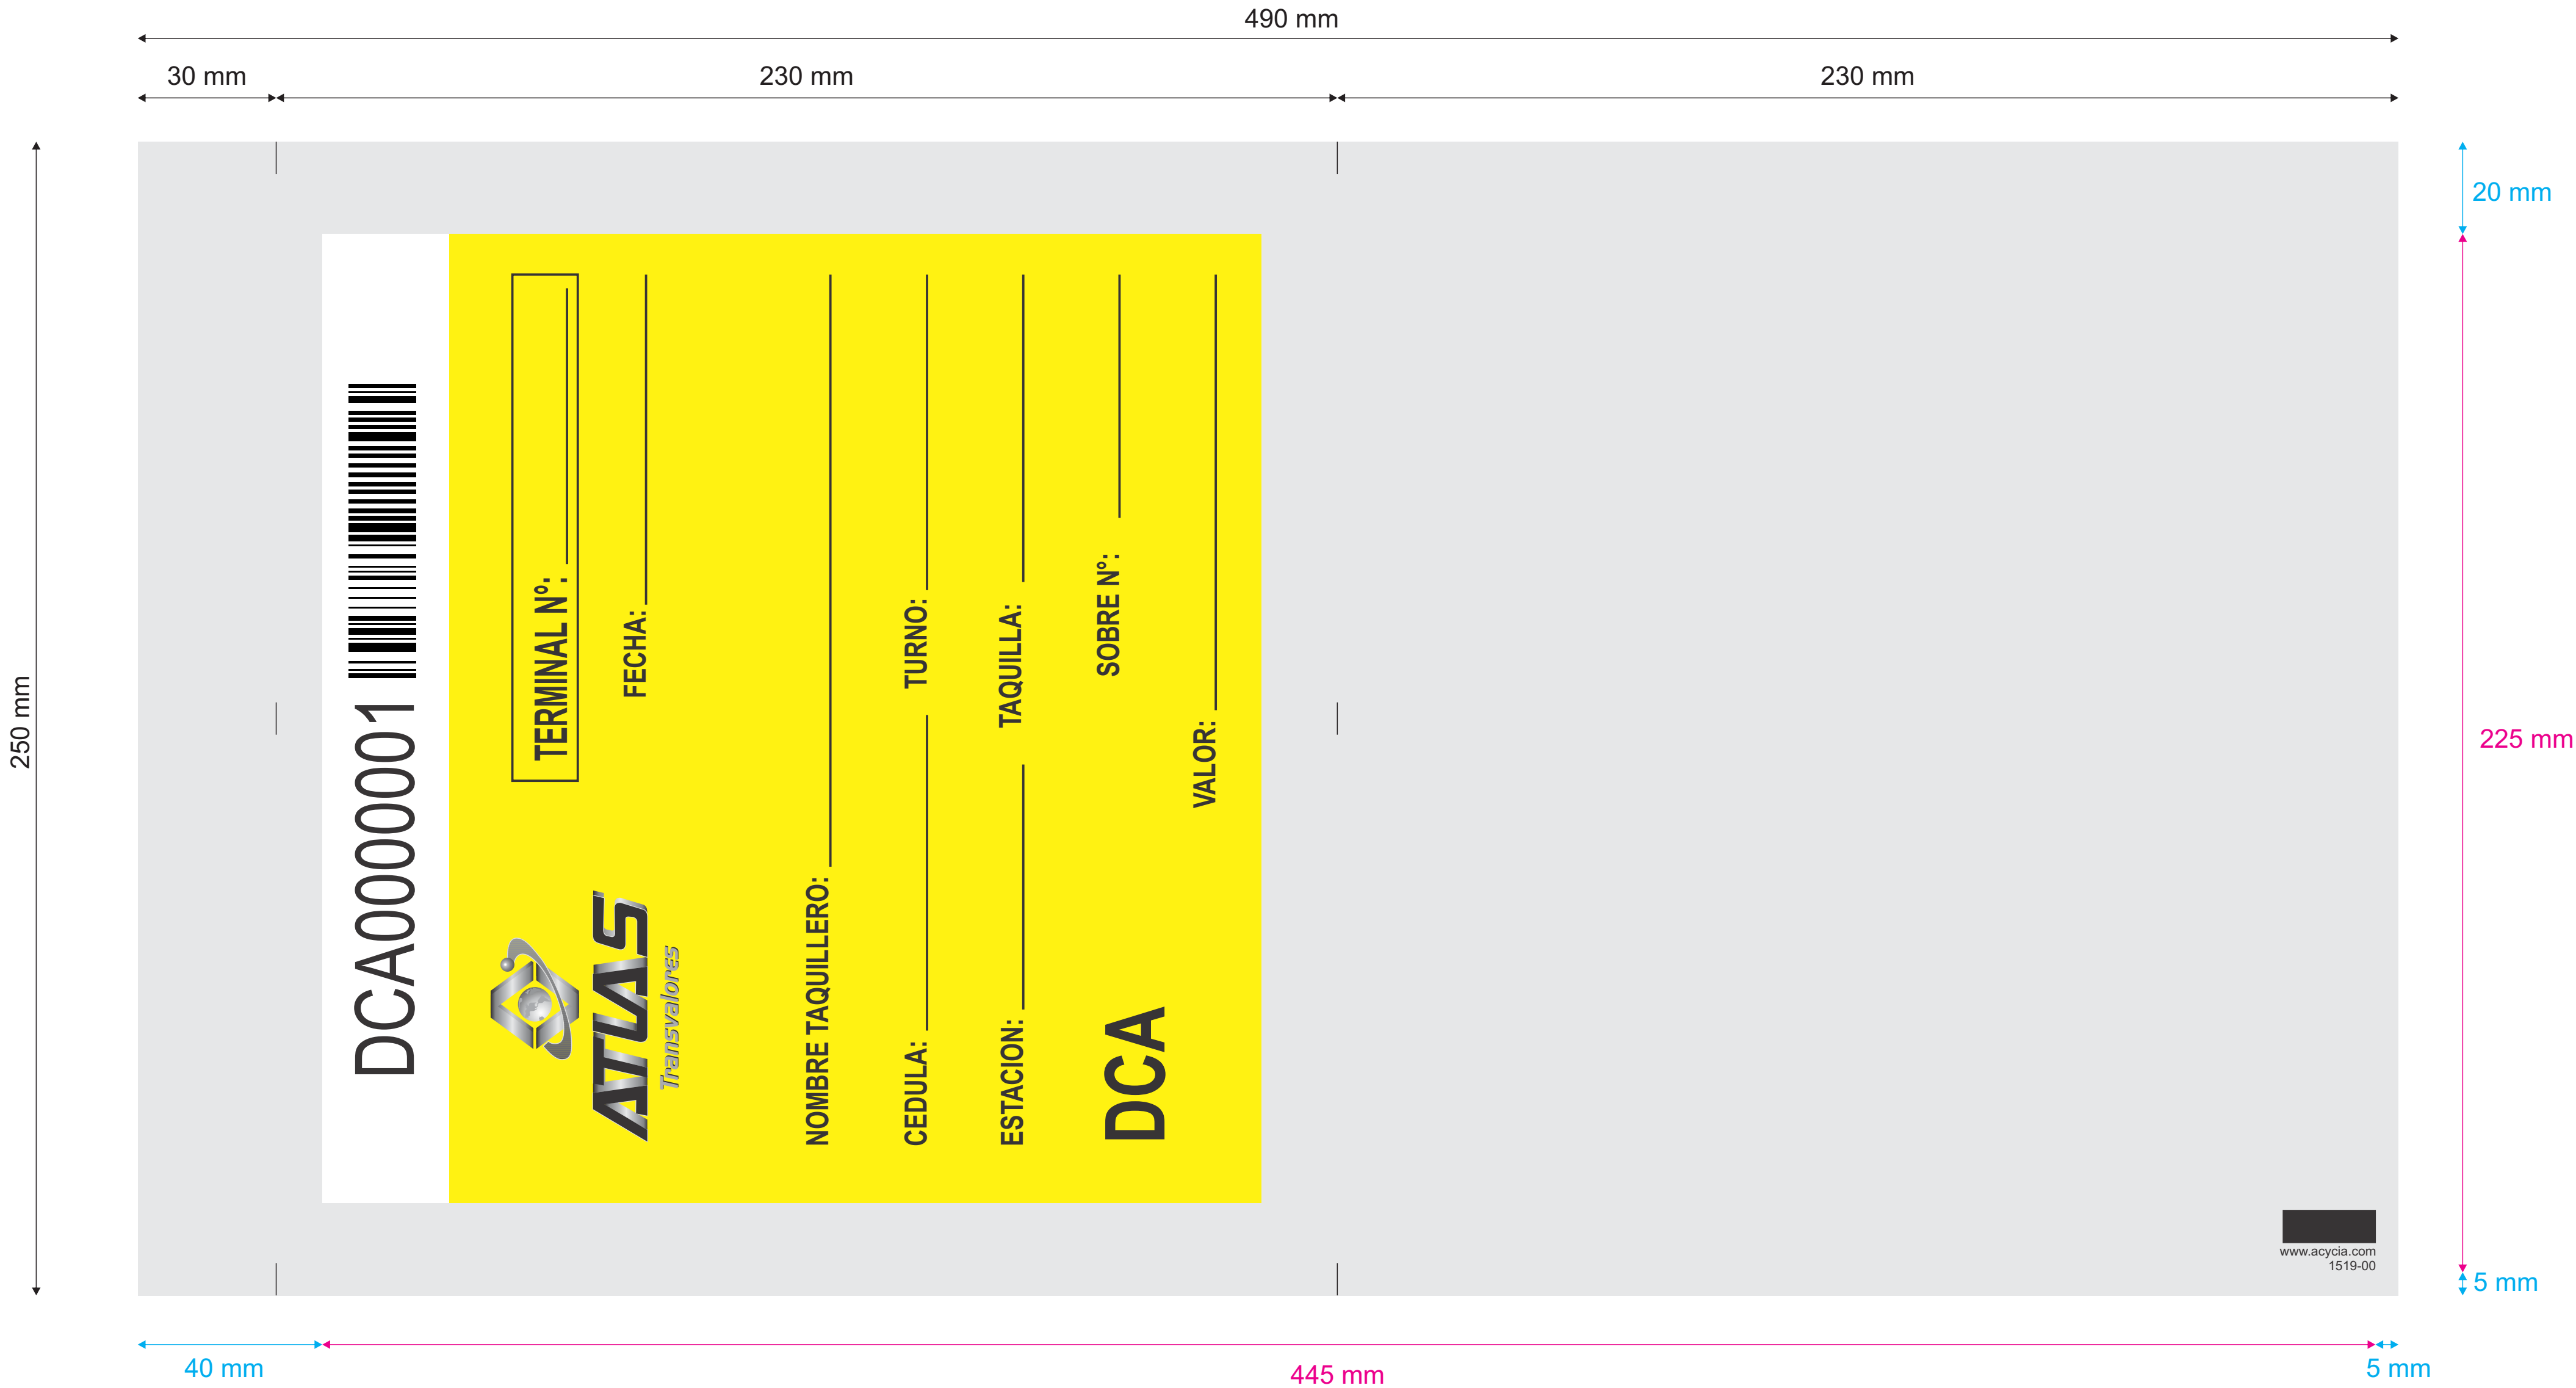 490 mm
30 mm
230 mm
230 mm
250 mm
20 mm
225 mm
5 mm
40 mm
445 mm
5 mm
DCA0000001
TERMINAL Nº:
ATLAS
Transvalores
FECHA:
NOMBRE TAQUILLERO:
CEDULA: TURNO:
ESTACION: TAQUILLA:
DCA SOBRE N°:
VALOR:
www.acycia.com
1519-00